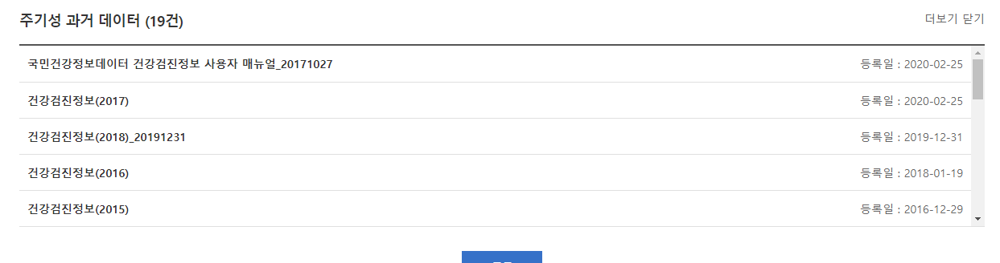 주기성 과거 데이터 (19건)
더보기 닫기
국민건강정보데이터 건강검진정보 사용자 매뉴얼_20171027 등록일 : 2020-02-25
건강검진정보(2017) 등록일 : 2020-02-25
건강검진정보(2018)_20191231 등록일 : 2019-12-31
건강검진정보(2016) 등록일 : 2018-01-19
건강검진정보(2015) 등록일 : 2016-12-29